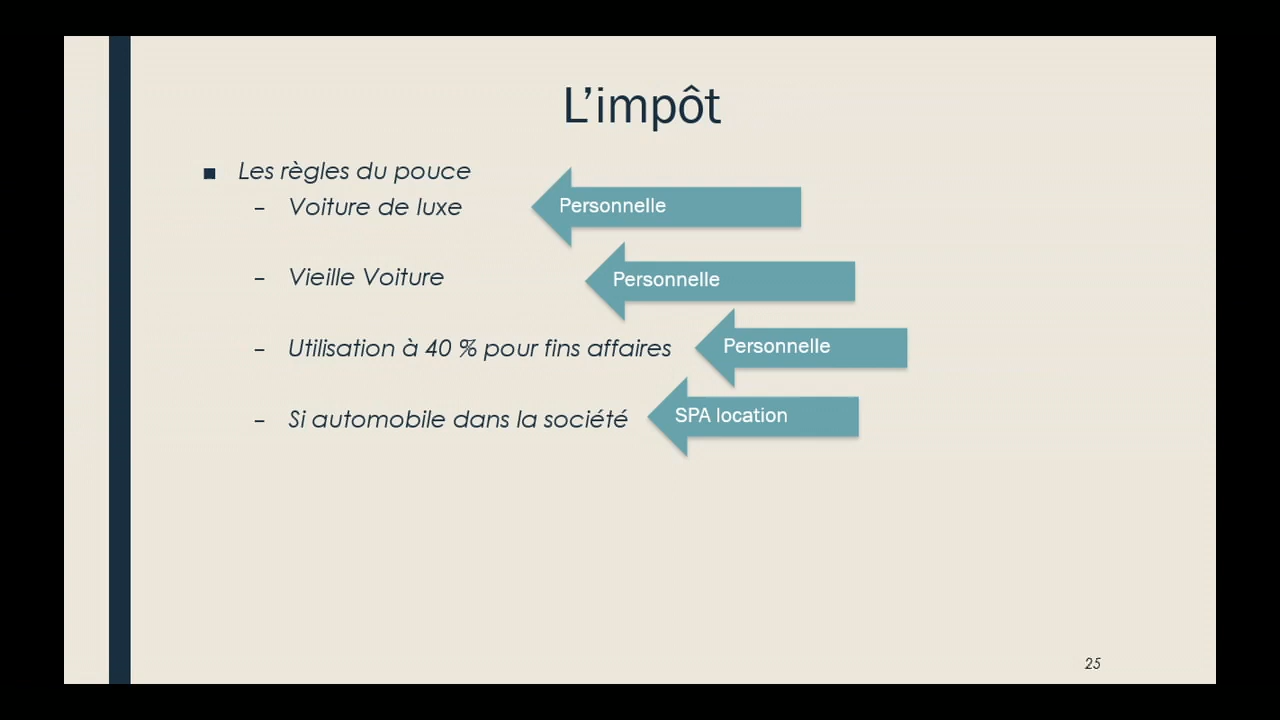 L'impôt
■ Les règles du pouce
– Voiture de luxe
Personnelle
– Vieille Voiture
Personnelle
– Utilisation à 40 % pour fins affaires
Personnelle
– Si automobile dans la société
SPA location
25